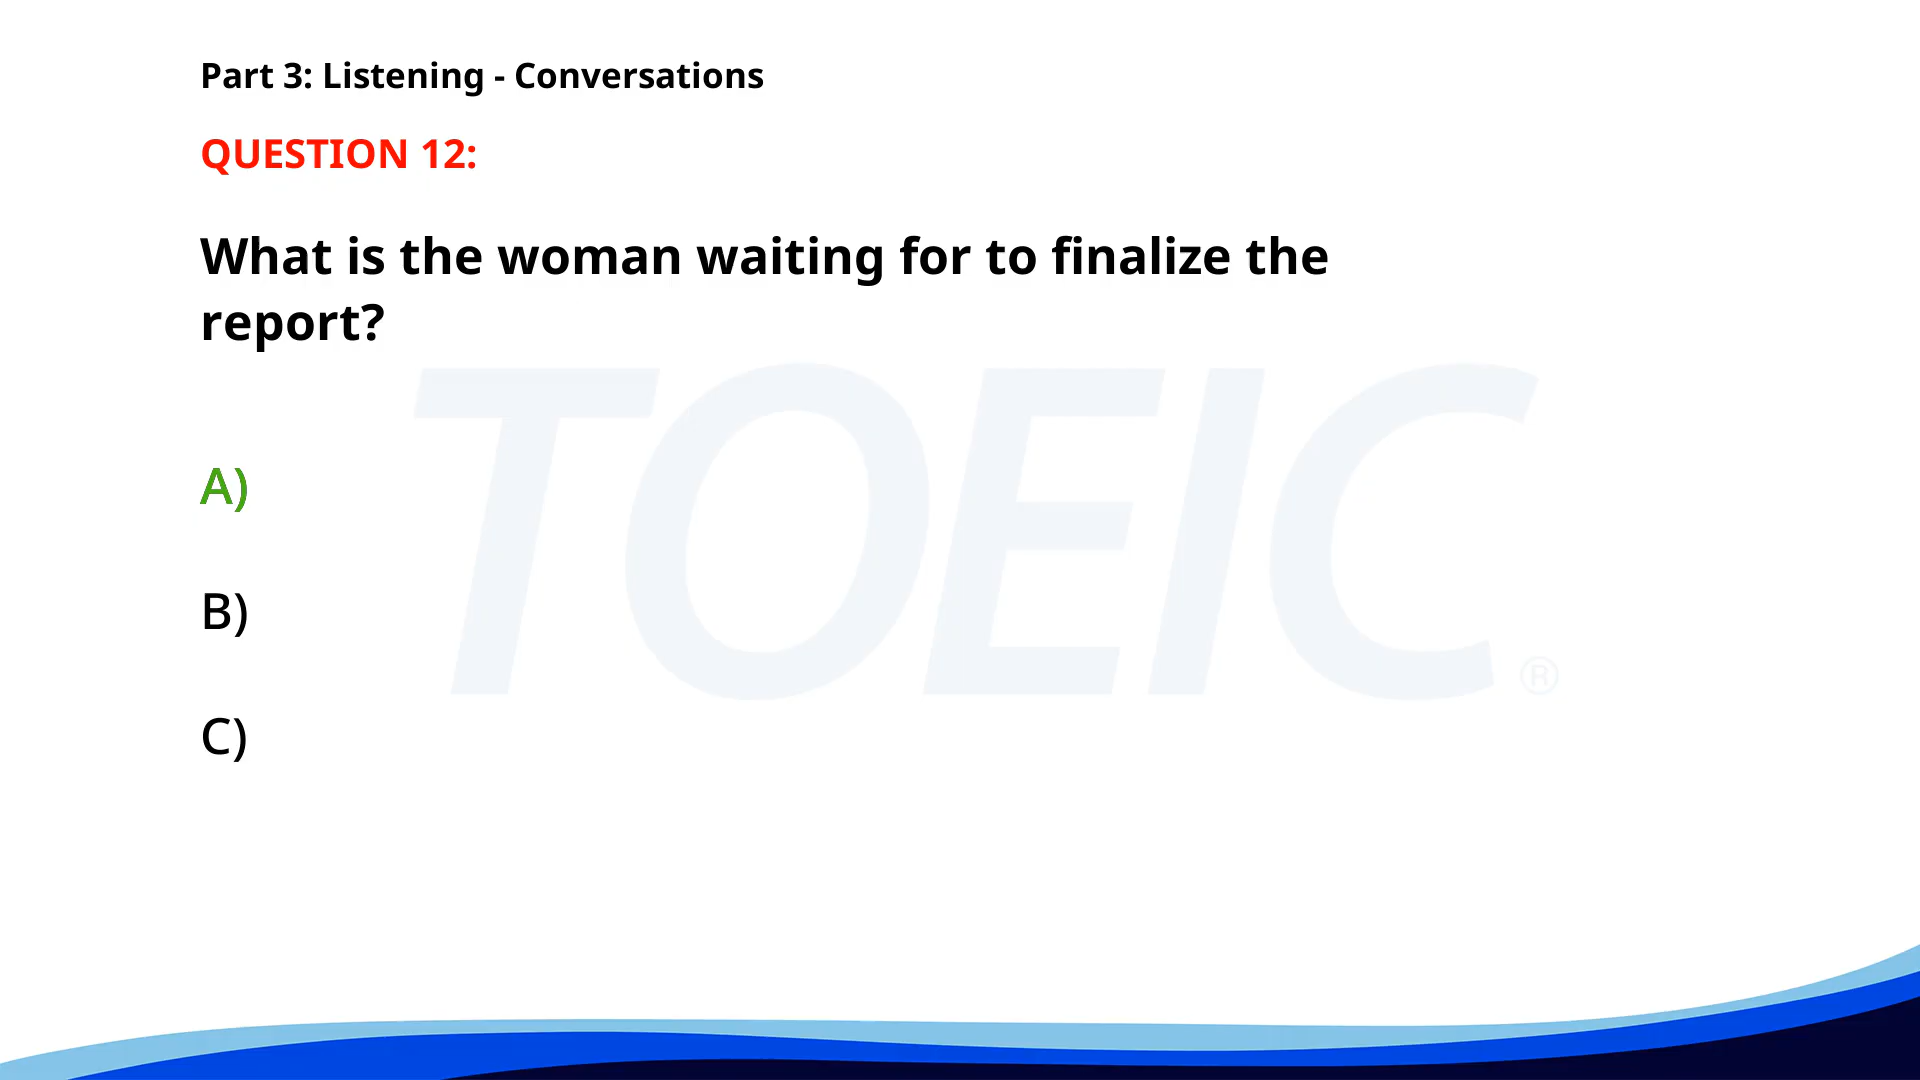 Part 3: Listening - Conversations
QUESTION 12:
What is the woman waiting for to finalize the
report?
TOEIC®
A)
B)
C)